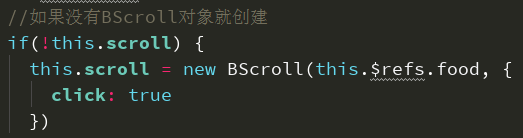 //如果没有BScroll对象就创建
if(!this.scroll) {
this.scroll = new BScroll(this.$refs.food, {
click: true
})